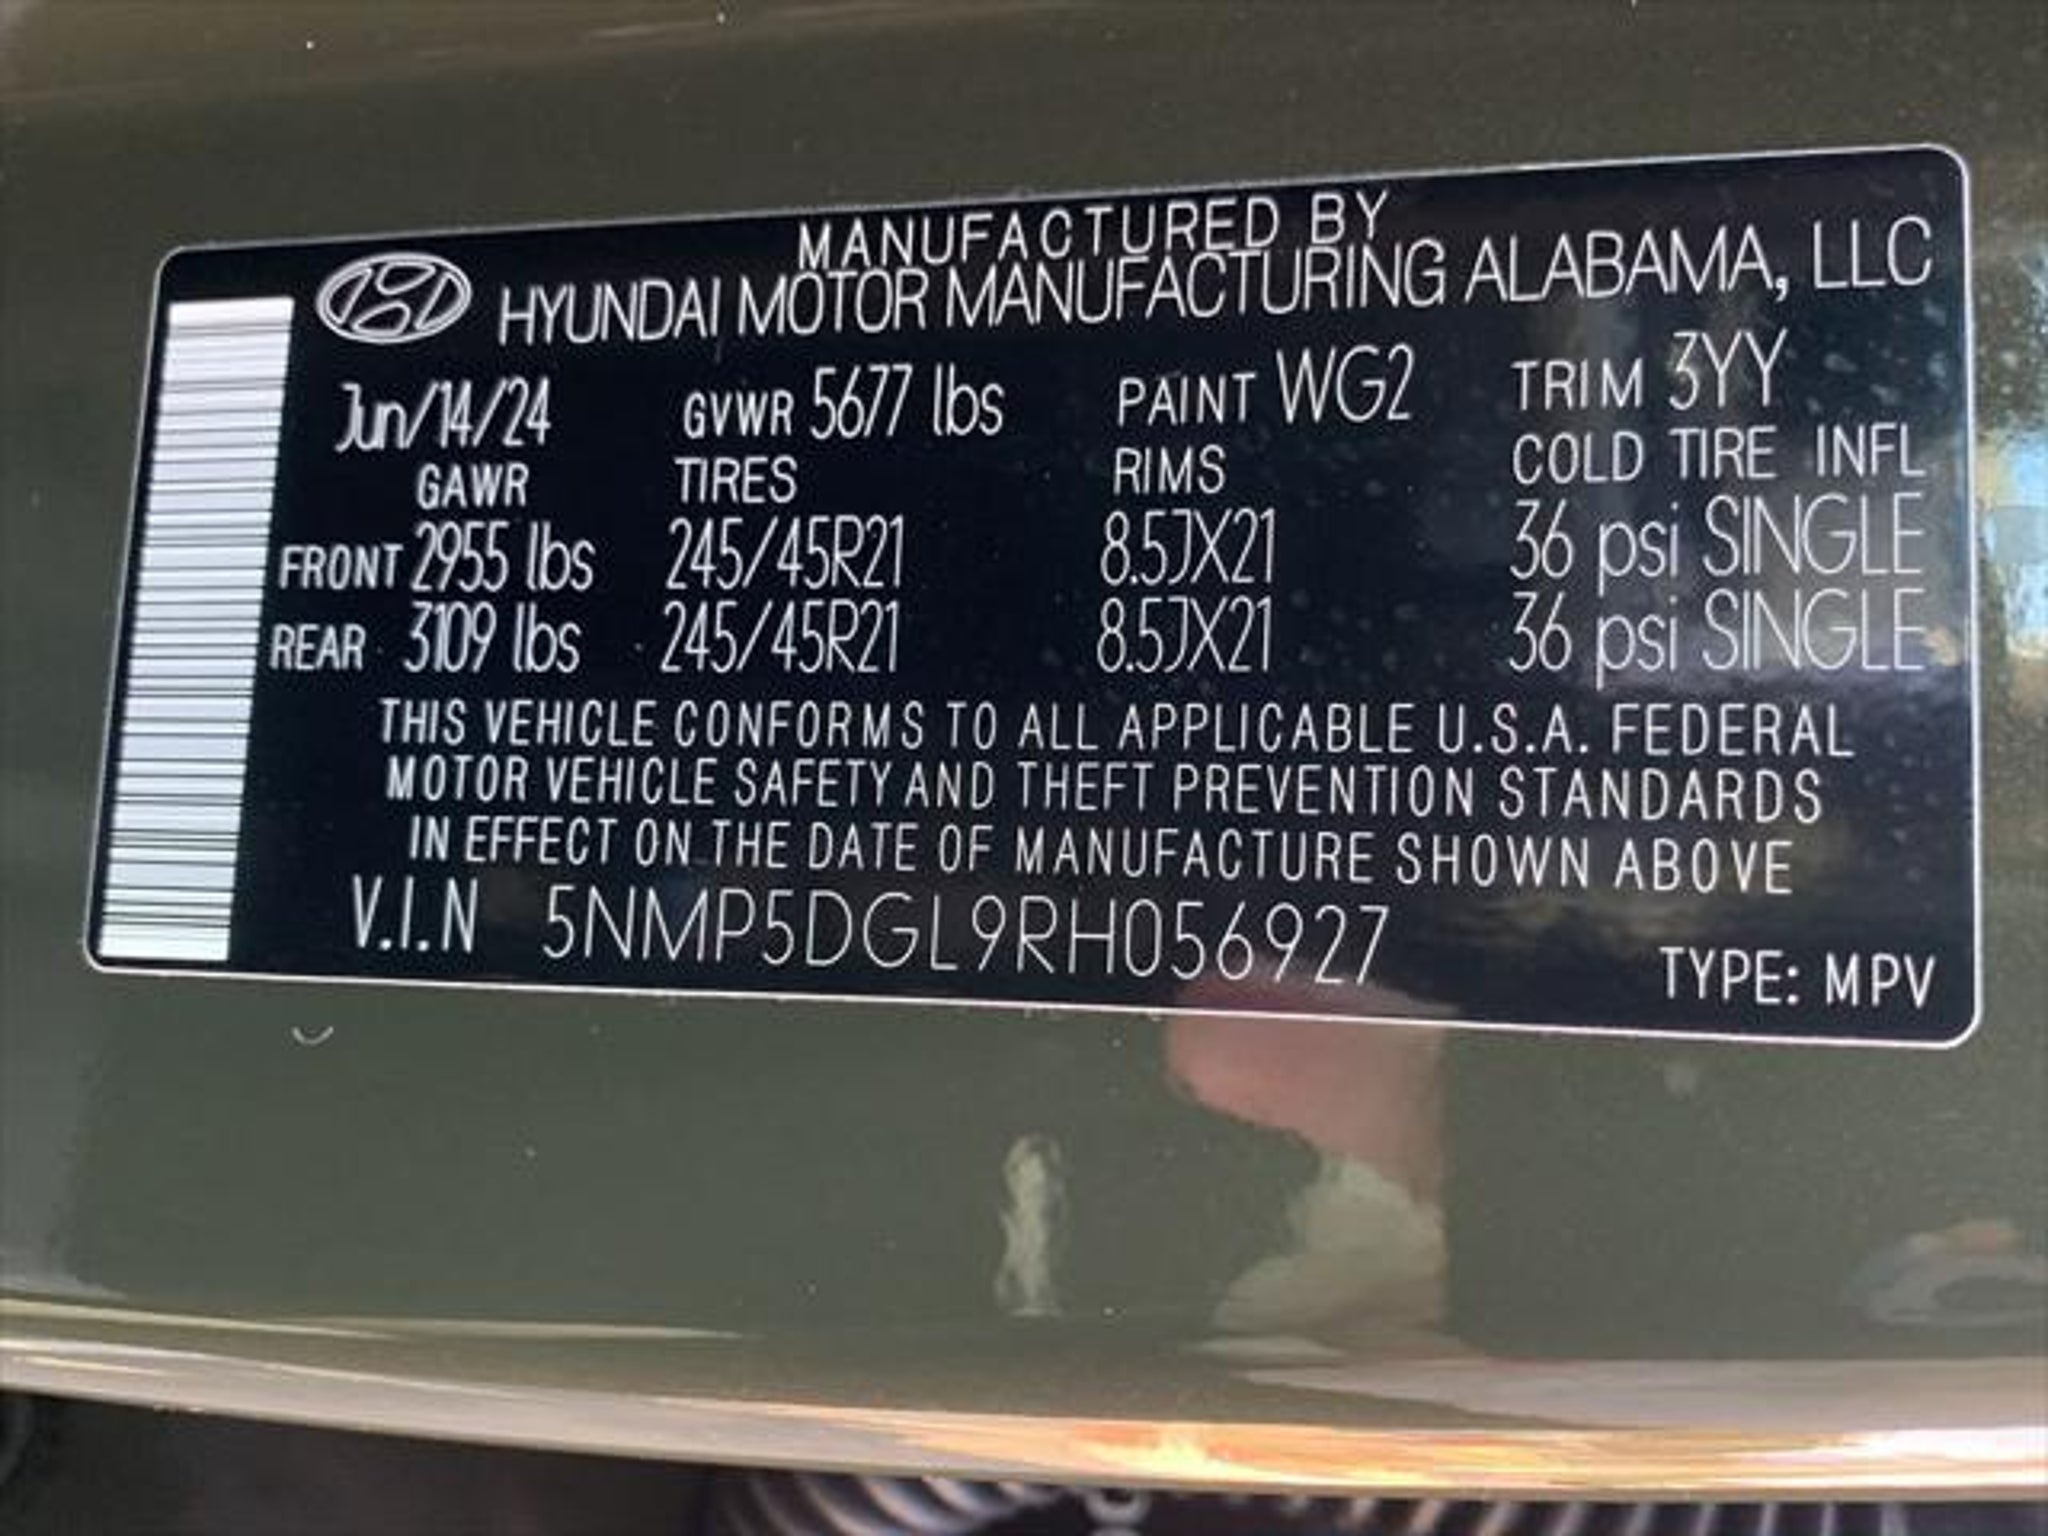 MANUFACTURED BY
HYUNDAI MOTOR MANUFACTURING ALABAMA, LLC
Jun/14/24 GVWR 5677 lbs PAINT WG2 TRIM 3YY
GAWR TIRES RIMS COLD TIRE INFL
FRONT 2955 lbs 245/45R21 8.5JX21 36 psi SINGLE
REAR 3109 lbs 245/45R21 8.5JX21 36 psi SINGLE
THIS VEHICLE CONFORMS TO ALL APPLICABLE U.S.A. FEDERAL
MOTOR VEHICLE SAFETY AND THEFT PREVENTION STANDARDS
IN EFFECT ON THE DATE OF MANUFACTURE SHOWN ABOVE
V.I.N 5NMP5DGL9RH056927
TYPE: MPV